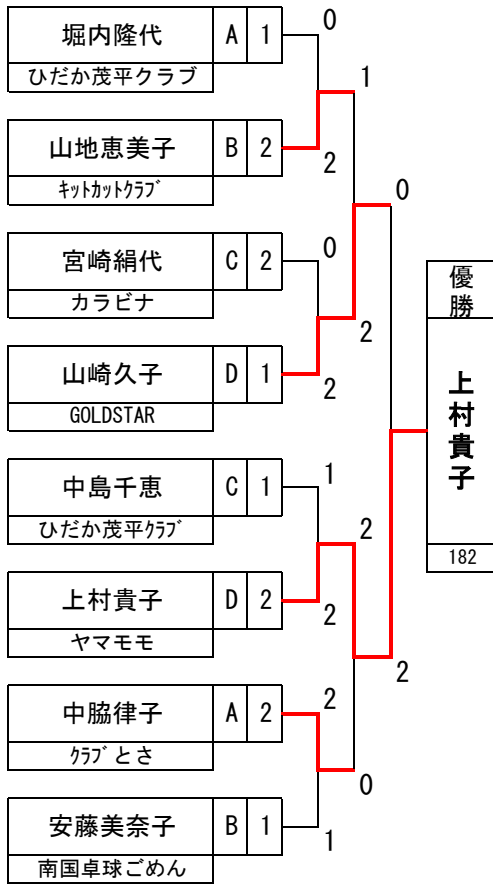 堀内隆代 A 1 0
ひだか茂平クラブ
1
山地恵美子 B 2 2
キットカットクラブ
0
宮崎絹代 C 2 0
カラビナ
2
山崎久子 D 1 2
GOLDSTAR
中島千恵 C 1 1
ひだか茂平クラブ
2
上村貴子 D 2 2
ヤマモモ
2
中脇律子 A 2 2
クラブとさ
0
安藤美奈子 B 1 1
南国卓球ごめん
優勝
上村貴子
182